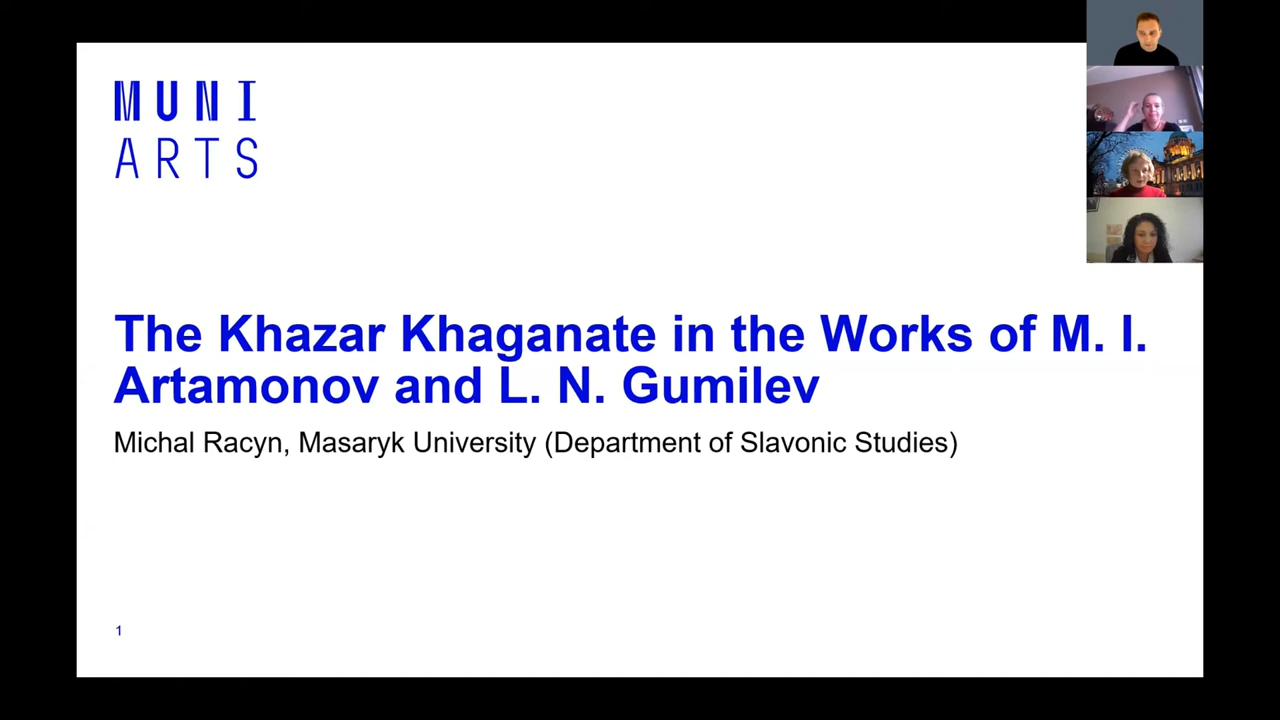 MUNI
ARTS
The Khazar Khaganate in the Works of M. I.
Artamonov and L. N. Gumilev
Michal Racyn, Masaryk University (Department of Slavonic Studies)
1